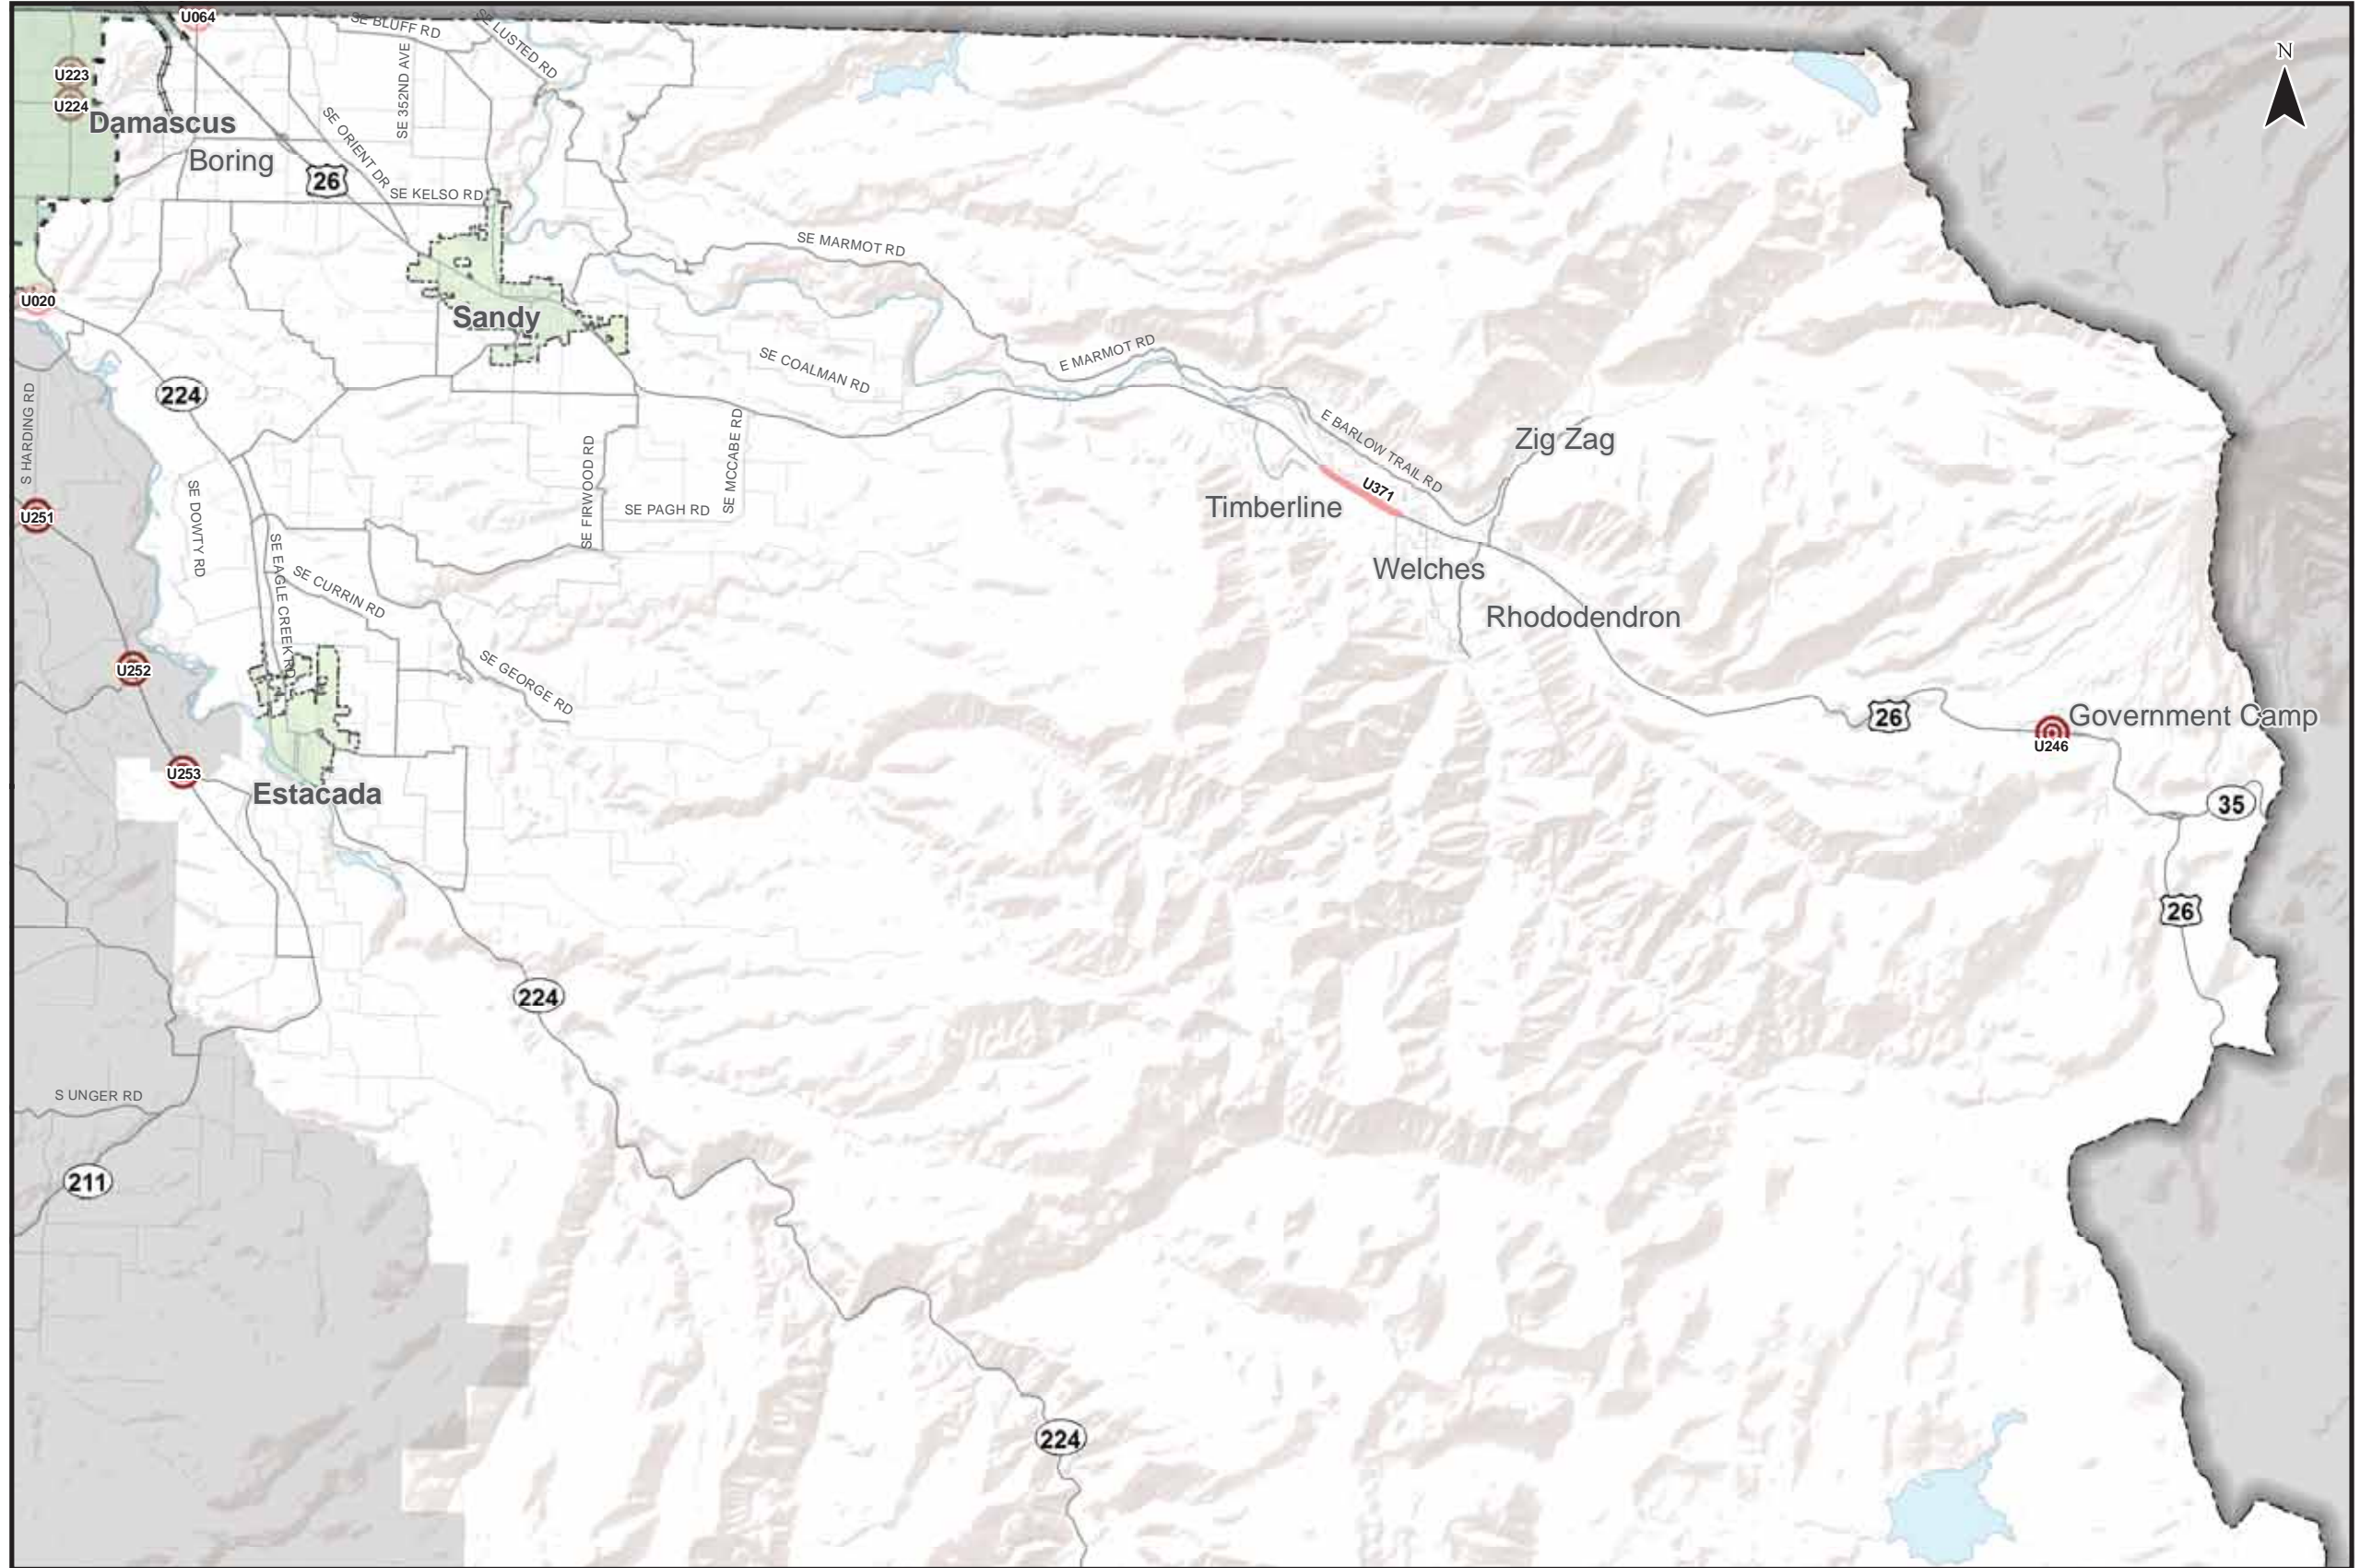 U064
SE BLUFF RD
SE LUSTED RD
N
U223
U224
SE 352ND AVE
Damascus
SE ORIENT DR
Boring
26
SE KELSO RD
SE MARMOT RD
U020
Sandy
E MARMOT RD
SE COALMAN RD
224
S HARDING RD
E BARLOW TRAIL RD
Zig Zag
SE MCCABE RD
SE FIRWOOD RD
U371
SE PAGH RD
Timberline
U251
SE DOWTY RD
SE EAGLE CREEK RD
SE CURRIN RD
Welches
Rhododendron
U252
SE GEORGE RD
26
Government Camp
U246
U253
Estacada
35
26
224
S UNGER RD
211
224